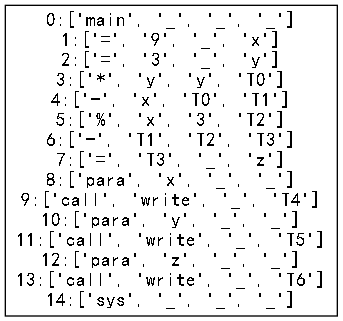 0:['main', '_', '_', '_']
1:['=', '9', '_', 'x']
2:['=', '3', '_', 'y']
3:['*', 'y', 'y', 'T0']
4:['-', 'x', 'T0', 'T1']
5:['%', 'x', '3', 'T2']
6:['-', 'T1', 'T2', 'T3']
7:['=', 'T3', '_', 'z']
8:['para', 'x', '_', '_']
9:['call', 'write', '_', 'T4']
10:['para', 'y', '_', '_']
11:['call', 'write', '_', 'T5']
12:['para', 'z', '_', '_']
13:['call', 'write', '_', 'T6']
14:['sys', '_', '_', '_']